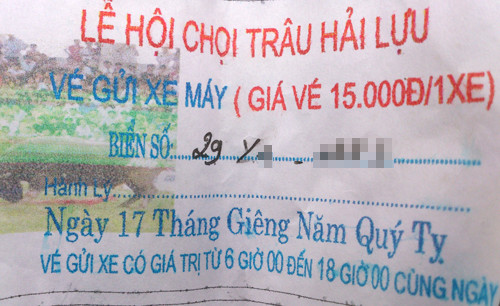 LỄ HỘI CHỌI TRÂU HẢI LỰU
VÉ GỬI XE MÁY ( GIÁ VÉ 15.000Đ/1XE)
BIỂN SỐ: 29
Hành Lý
Ngày 17 Tháng Giêng Năm Quý Tỵ
VÉ GỬI XE CÓ GIÁ TRỊ TỪ 6 GIỜ 00 ĐẾN 18 GIỜ 00 CÙNG NGÀY